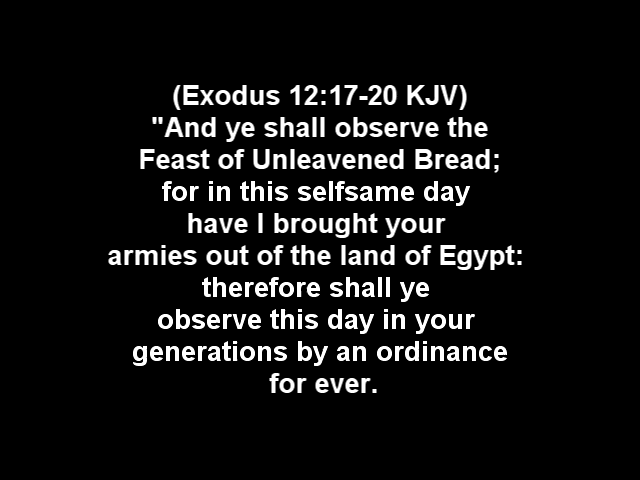 (Exodus 12:17-20 KJV)
"And ye shall observe the
Feast of Unleavened Bread;
for in this selfsame day
have I brought your
armies out of the land of Egypt:
therefore shall ye
observe this day in your
generations by an ordinance
for ever.